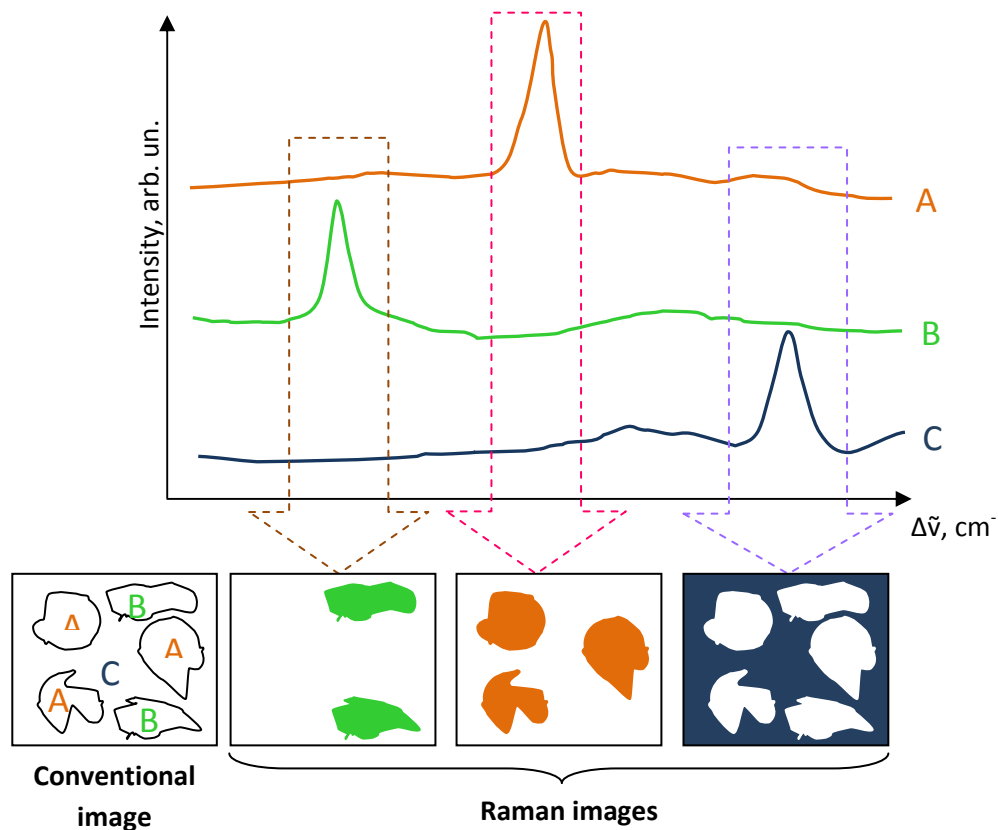 Intensity, arb. un.
A
B
C
Δṽ, cm⁻
A
B
A
C
A
B
Conventional
image
Raman images